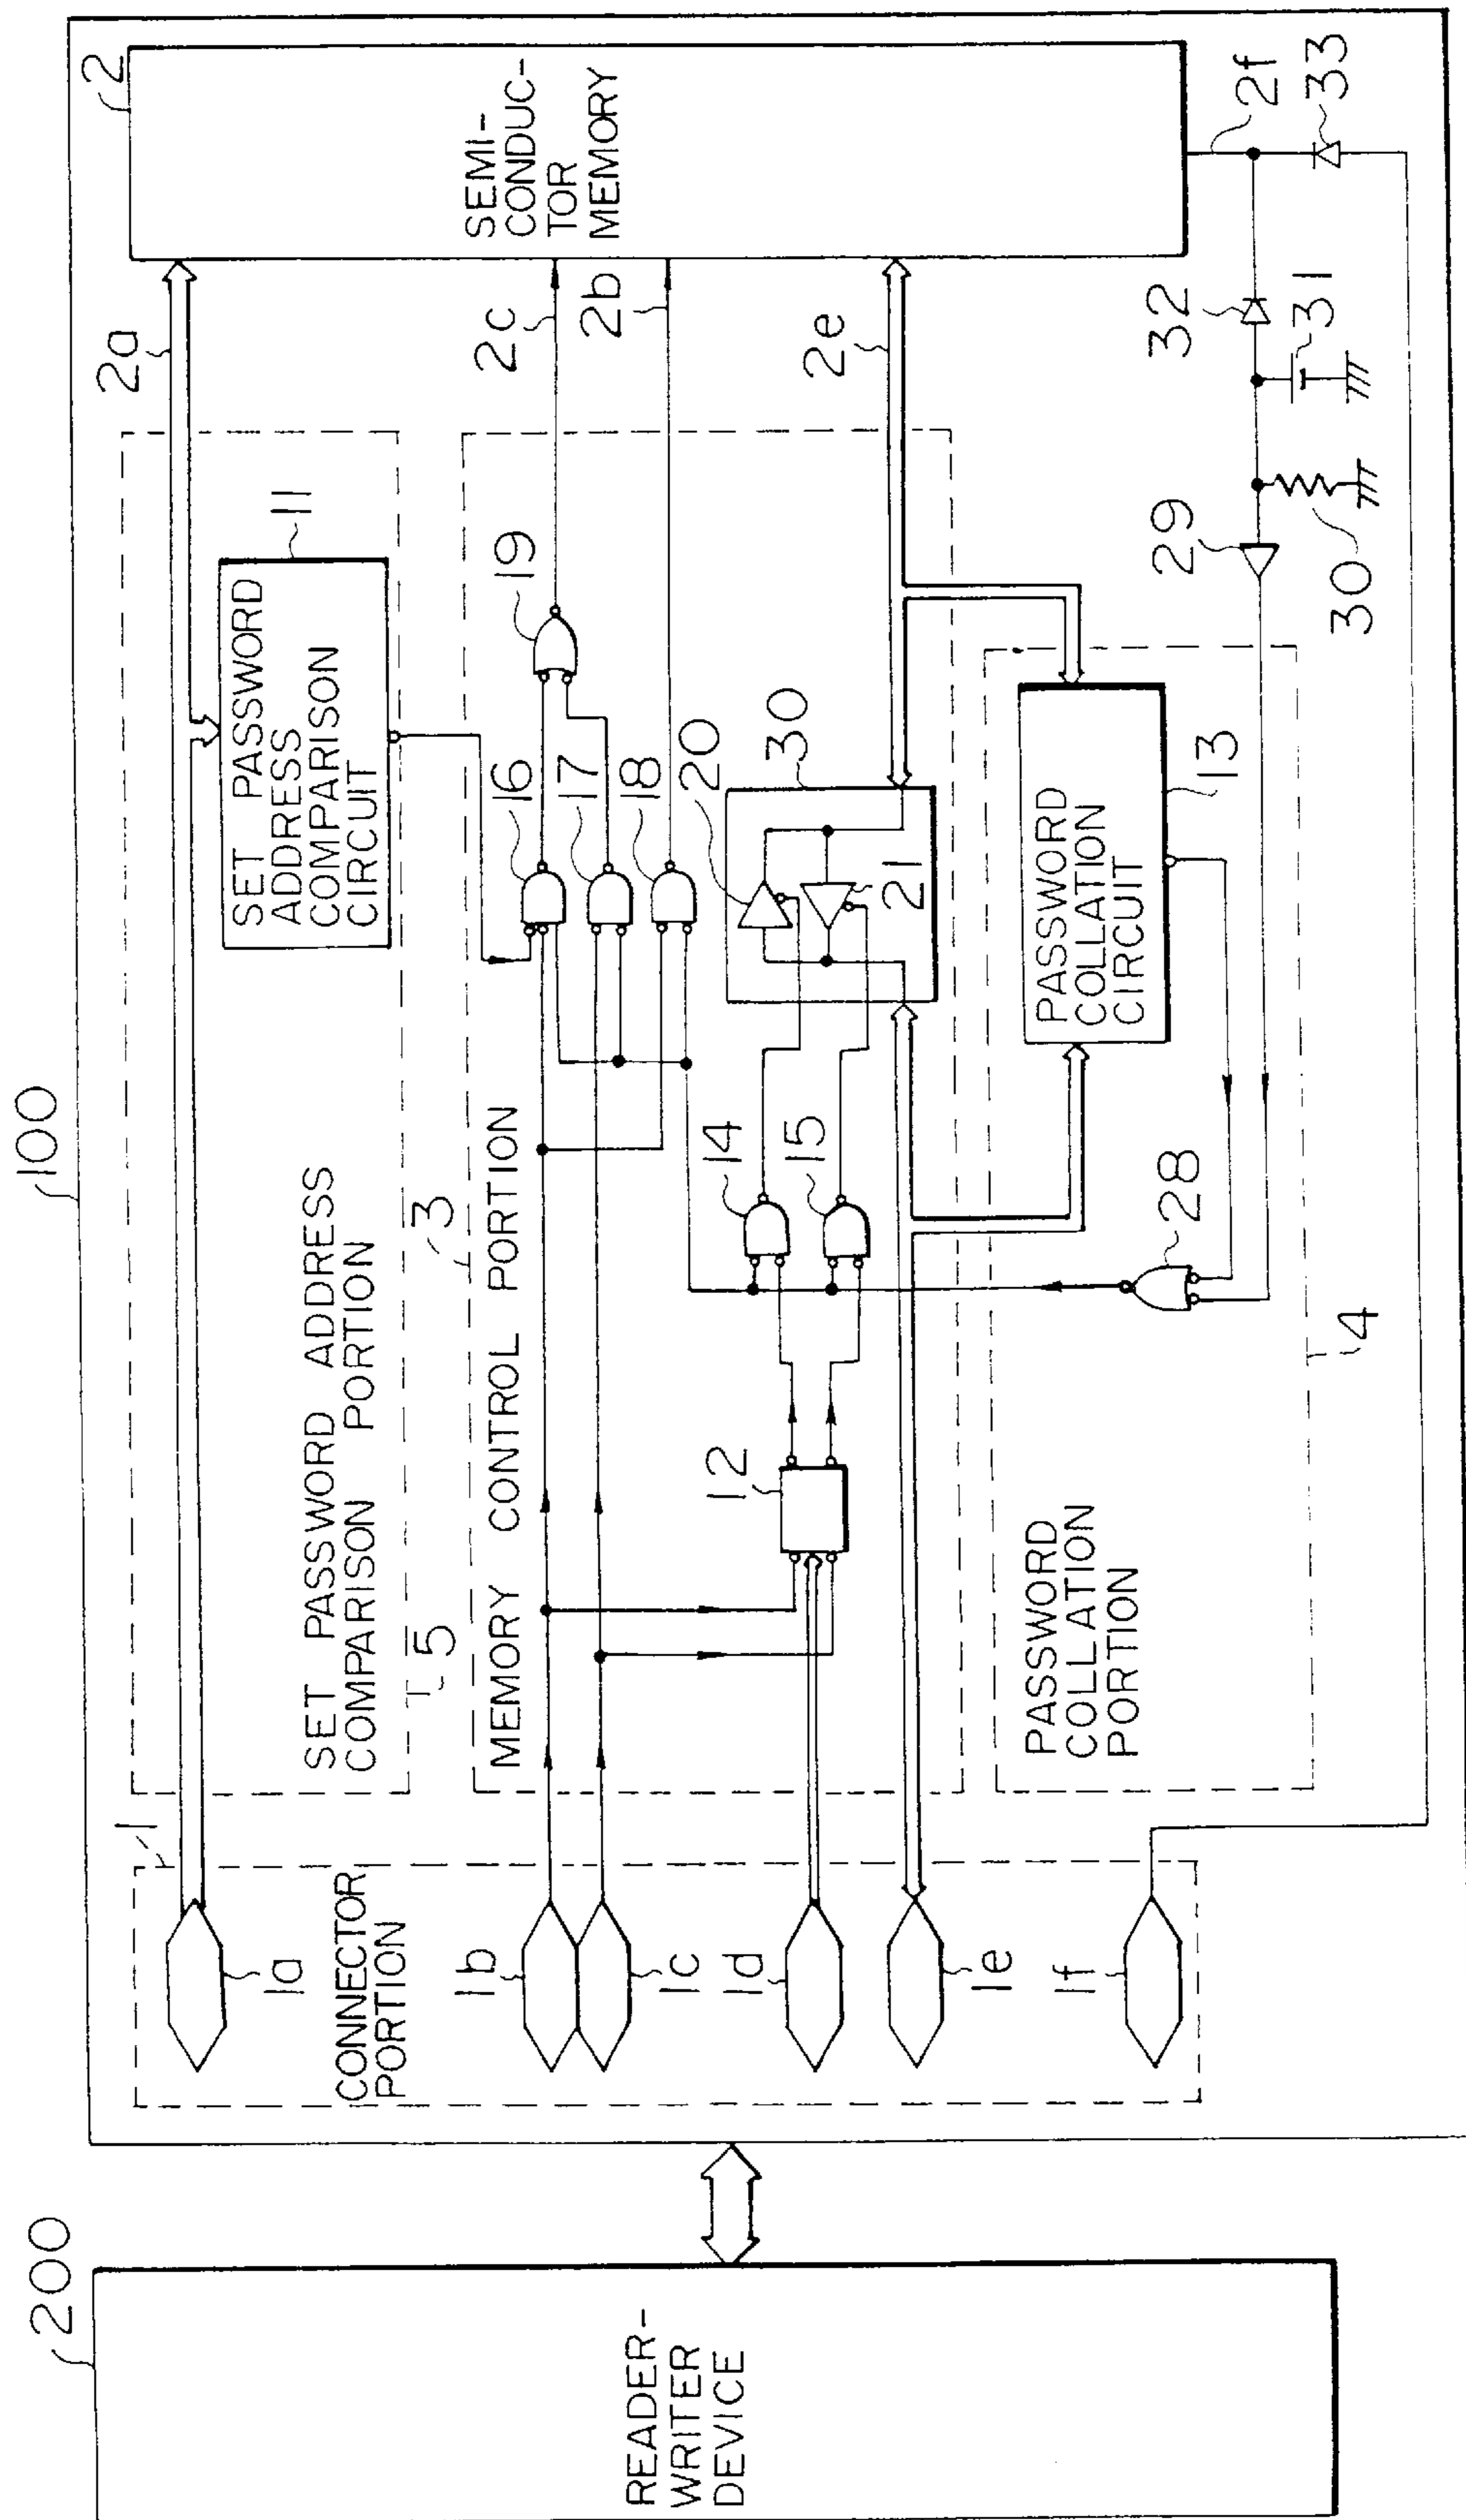 100
200
READER-
WRITER
DEVICE
CONNECTOR
PORTION
1
1a
1b
1c
1d
1e
1f
SET PASSWORD ADDRESS
COMPARISON PORTION
5
SET PASSWORD
ADDRESS
COMPARISON
CIRCUIT
11
2a
3
MEMORY CONTROL PORTION
12
14
15
16
17
18
19
20
21
30
2c
2b
2e
SEMI-
CONDUC-
TOR
MEMORY
2
PASSWORD
COLLATION
PORTION
4
PASSWORD
COLLATION
CIRCUIT
13
28
29
30
31
32
33
2f